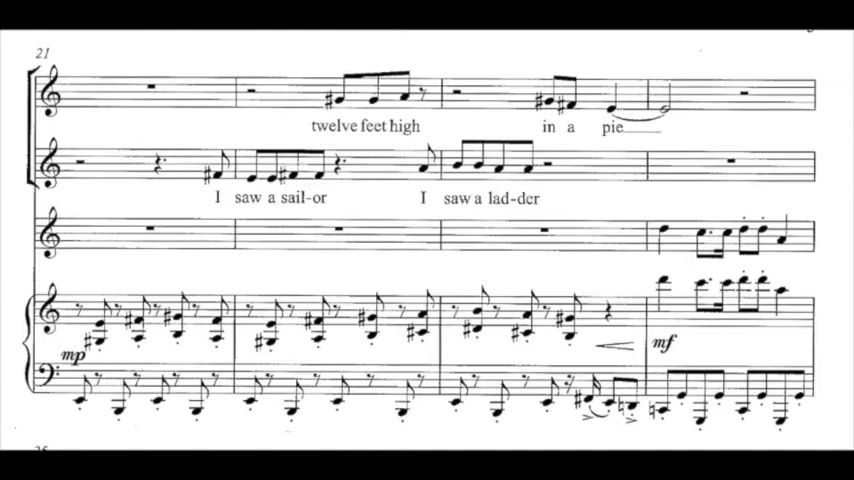 21
twelve feet high in a pie
I saw a sail-or I saw a lad-der
mp
mf